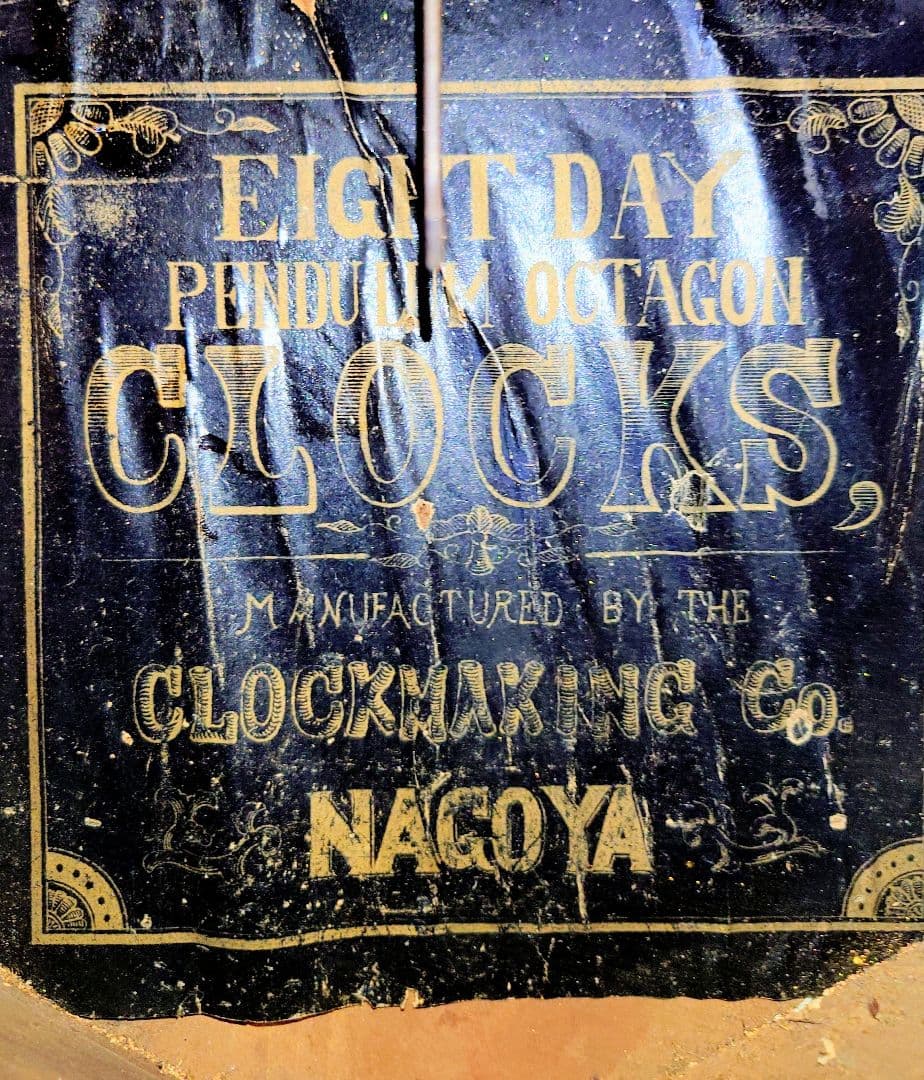 EIGHT DAY
PENDULUM OCTAGON
CLOCKS,
MANUFACTURED BY THE
CLOCKMAKING Co.
NAGOYA